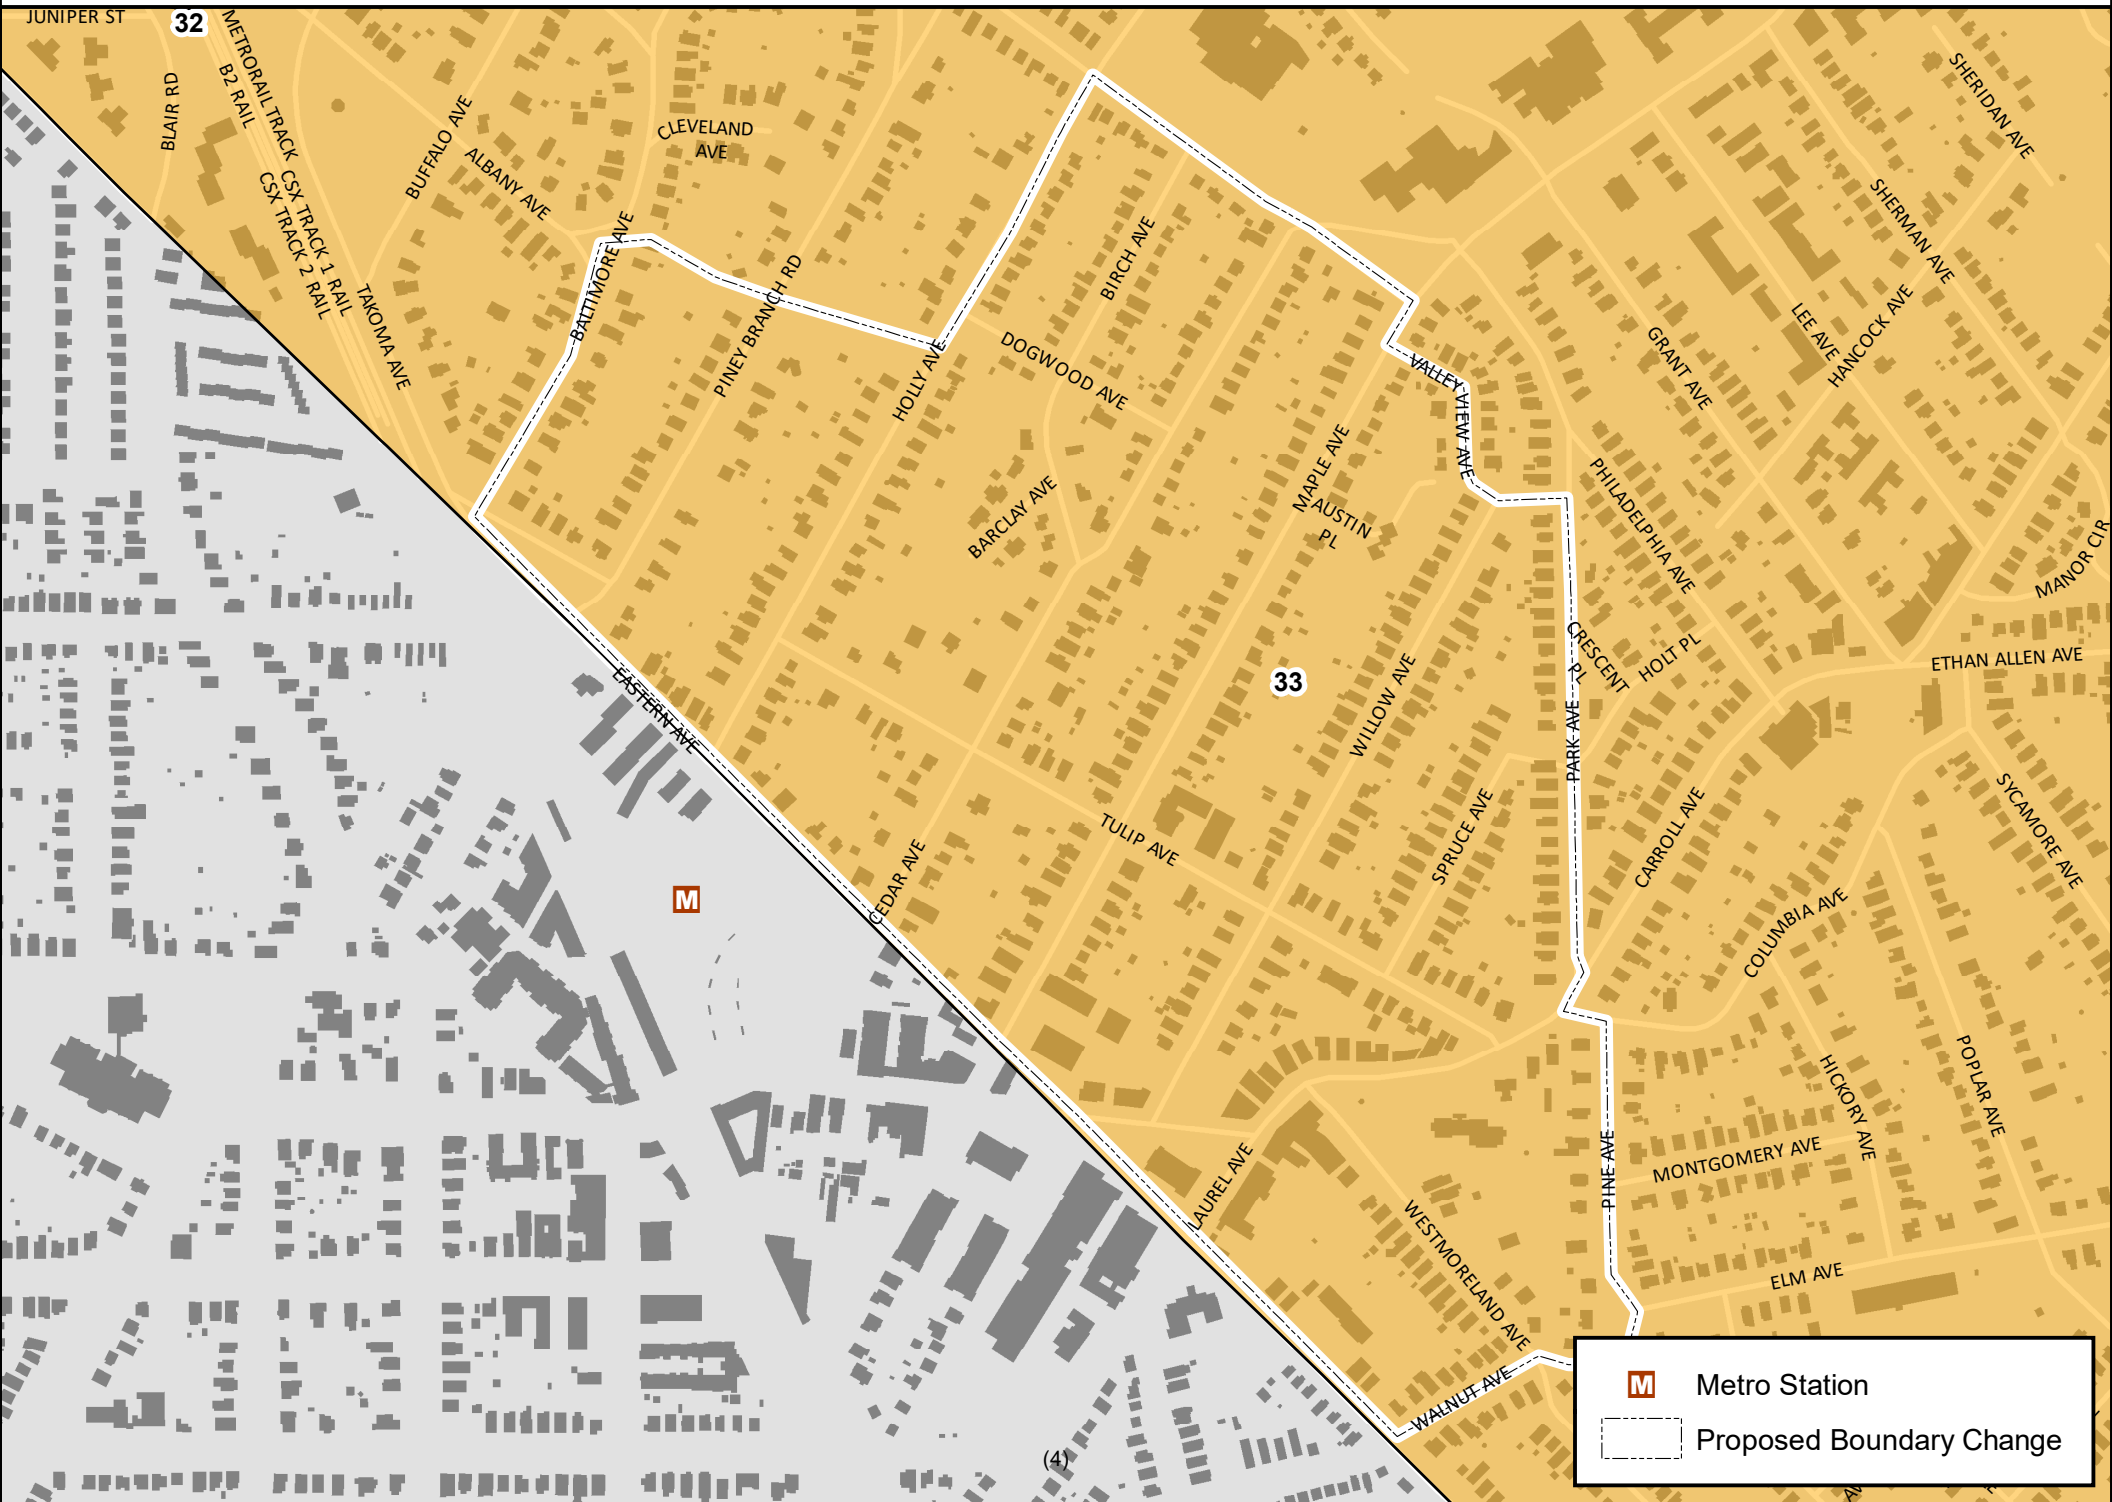 JUNIPER ST
32
METRORAIL TRACK
B2 RAIL
BLAIR RD
CSX TRACK 1 RAIL
CSX TRACK 2 RAIL
TAKOMA AVE
BUFFALO AVE
ALBANY AVE
CLEVELAND
AVE
BALTIMORE AVE
PINEY BRANCH RD
HOLLY AVE
BIRCH AVE
DOGWOOD AVE
BARCLAY AVE
MAPLE AVE
AUSTIN
PL
VALLEY VIEW AVE
SHERIDAN AVE
SHERMAN AVE
LEE AVE
HANCOCK AVE
GRANT AVE
PHILADELPHIA AVE
MANOR CIR
CRESCENT
PL
HOLT PL
ETHAN ALLEN AVE
EASTERN AVE
33
WILLOW AVE
PARK AVE
SPRUCE AVE
CARROLL AVE
SYCAMORE AVE
TULIP AVE
CEDAR AVE
M
COLUMBIA AVE
HICKORY AVE
POPLAR AVE
MONTGOMERY AVE
PINE AVE
LAUREL AVE
WESTMORELAND AVE
ELM AVE
WALNUT AVE
(4)
M Metro Station
Proposed Boundary Change